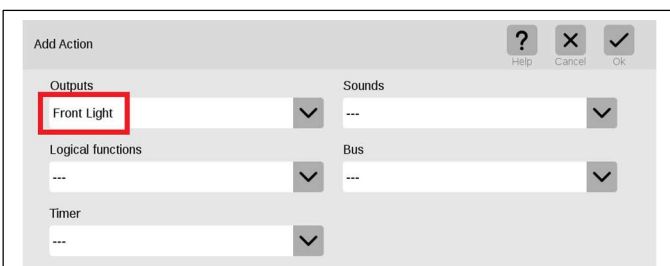 Add Action
?
Help
Cancel
Ok
Outputs
Sounds
Front Light
---
Logical functions
Bus
---
---
Timer
---